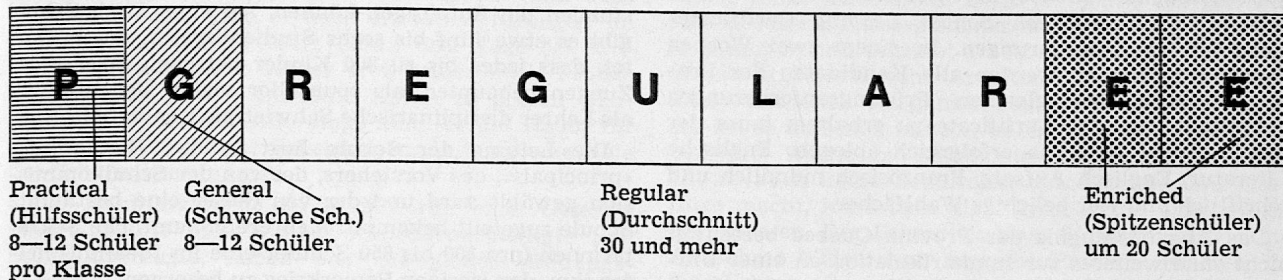 P G R E G U L A R E E
Practical
(Hilfsschüler)
8—12 Schüler
pro Klasse
General
(Schwache Sch.)
8—12 Schüler
Regular
(Durchschnitt)
30 und mehr
Enriched
(Spitzenschüler)
15—20 Schüler